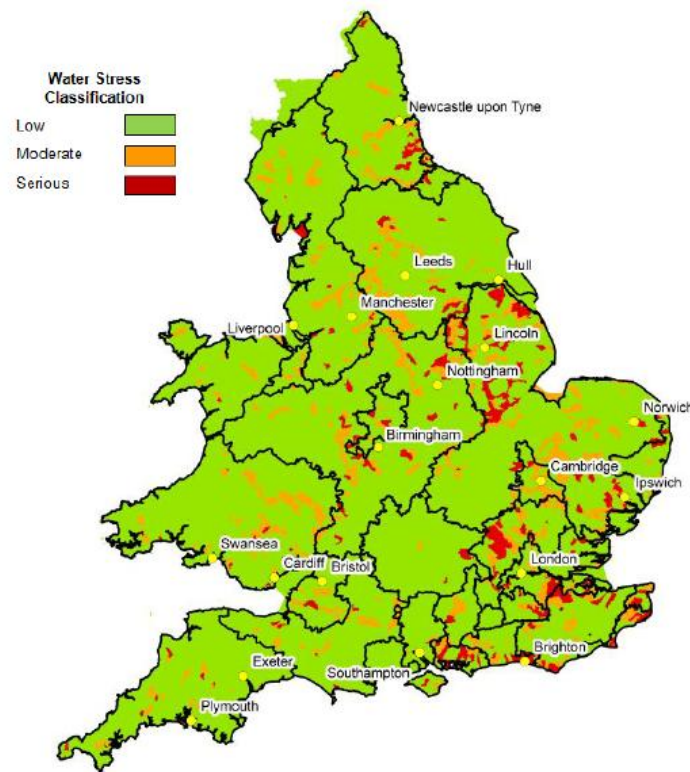 Water Stress
Classification
Low
Moderate
Serious
Newcastle upon Tyne
Leeds
Hull
Manchester
Liverpool
Lincoln
Nottingham
Norwich
Birmingham
Cambridge
Ipswich
Swansea
Cardiff
Bristol
London
Exeter
Southampton
Brighton
Plymouth